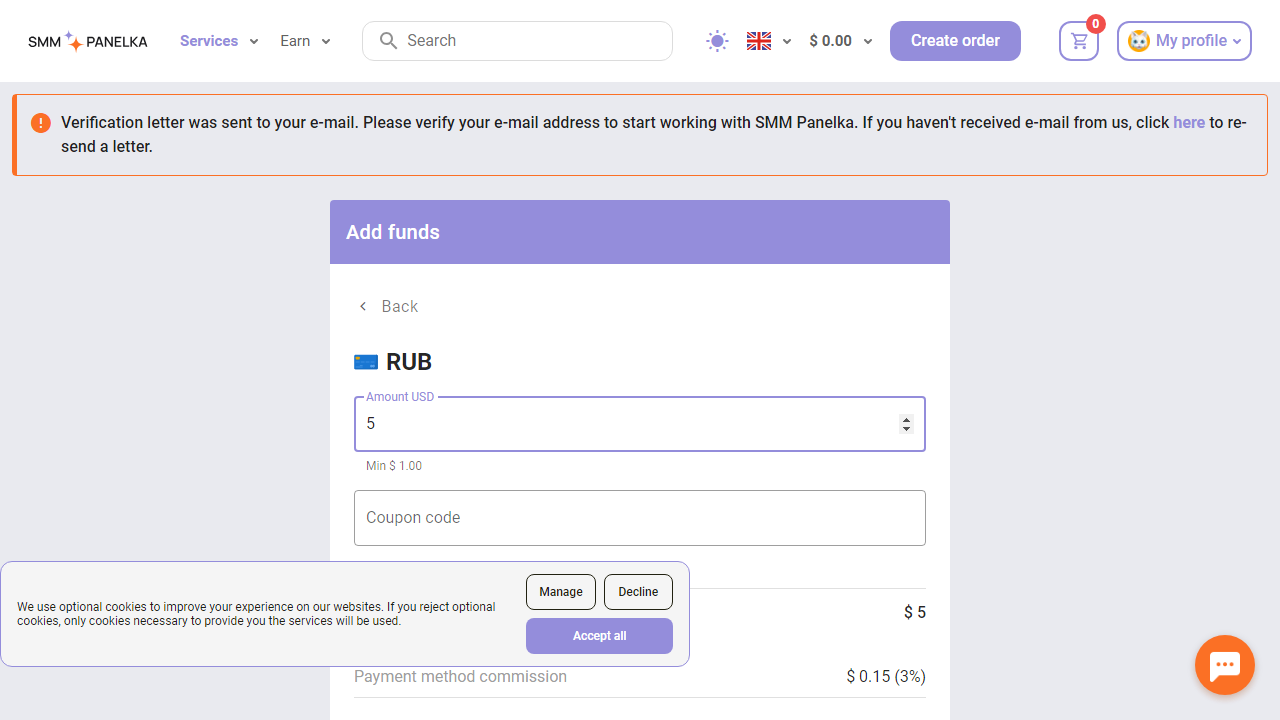 SMM PANELKA
Services
Earn
Search
$ 0.00
Create order
0
My profile
Verification letter was sent to your e-mail. Please verify your e-mail address to start working with SMM Panelka. If you haven't received e-mail from us, click here to re-
send a letter.
Add funds
Back
RUB
Amount USD
5
Min $ 1.00
Coupon code
We use optional cookies to improve your experience on our websites. If you reject optional
cookies, only cookies necessary to provide you the services will be used.
Manage
Decline
Accept all
$ 5
Payment method commission
$ 0.15 (3%)